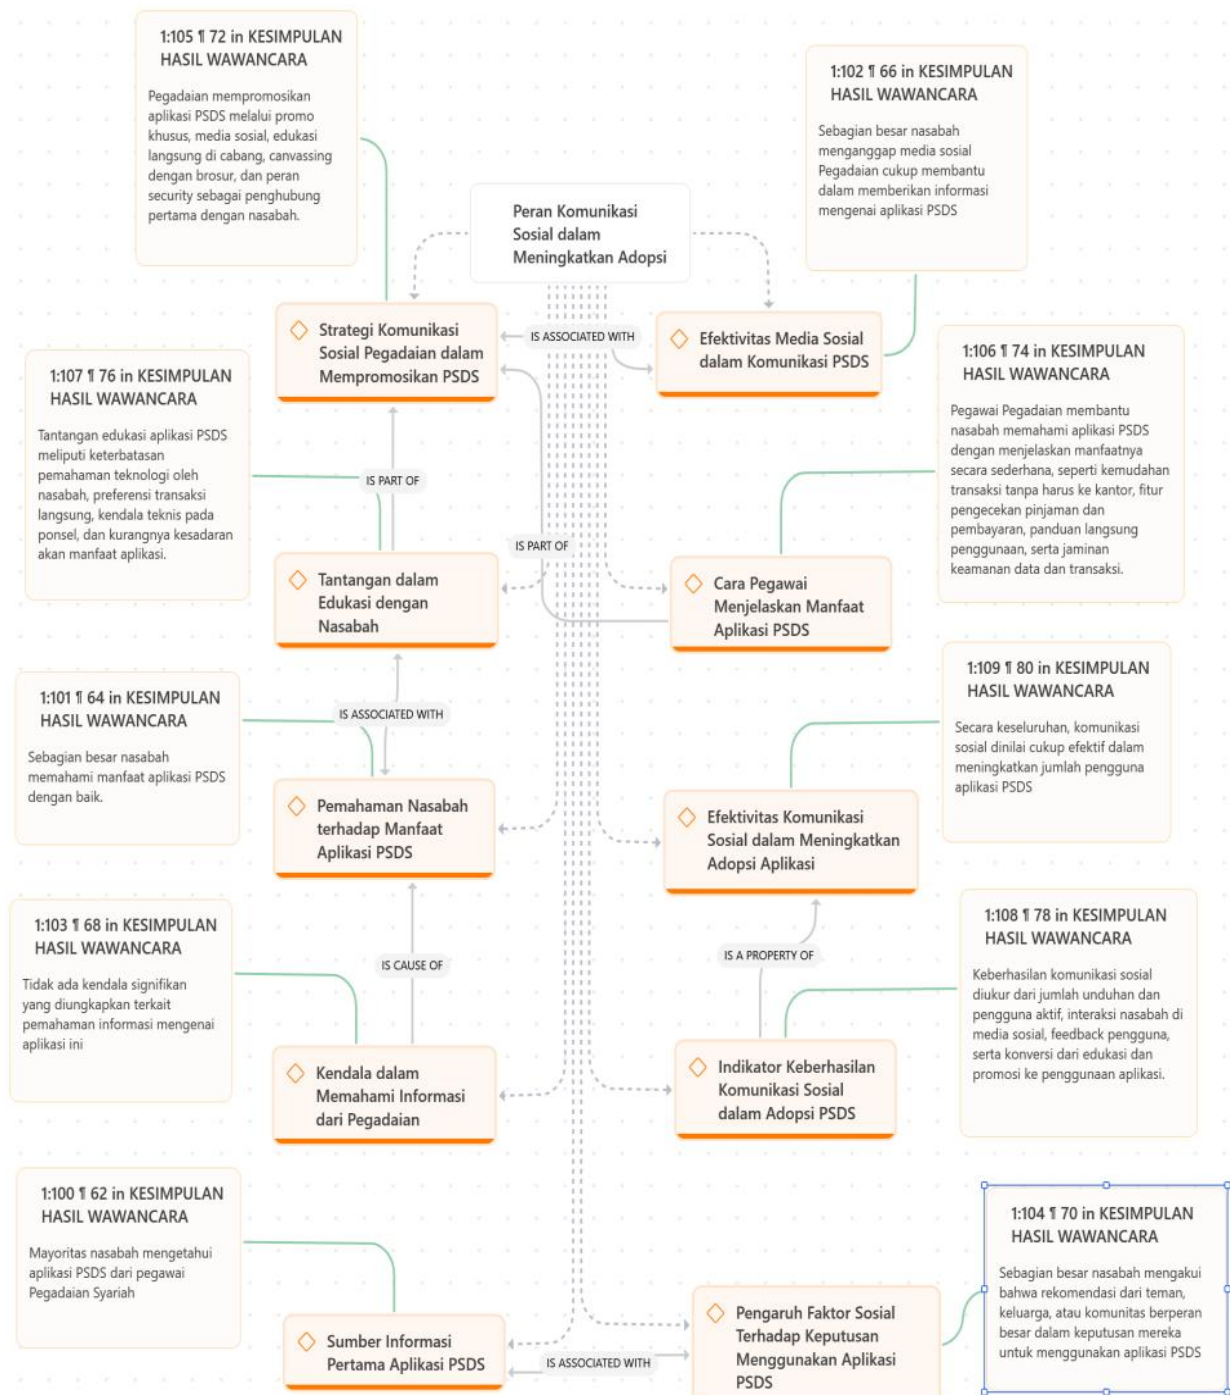 1:105 ¶ 72 in KESIMPULAN
HASIL WAWANCARA
Pegadaian mempromosikan
aplikasi PSDS melalui promo
khusus, media sosial, edukasi
langsung di cabang, canvassing
dengan brosur, dan peran
security sebagai penghubung
pertama dengan nasabah.
1:102 ¶ 66 in KESIMPULAN
HASIL WAWANCARA
Sebagian besar nasabah
menganggap media sosial
Pegadaian cukup membantu
dalam memberikan informasi
mengenai aplikasi PSDS
Peran Komunikasi
Sosial dalam
Meningkatkan Adopsi
Strategi Komunikasi
Sosial Pegadaian dalam
Mempromosikan PSDS
IS ASSOCIATED WITH
Efektivitas Media Sosial
dalam Komunikasi PSDS
1:107 ¶ 76 in KESIMPULAN
HASIL WAWANCARA
Tantangan edukasi aplikasi PSDS
meliputi keterbatasan
pemahaman teknologi oleh
nasabah, preferensi transaksi
langsung, kendala teknis pada
ponsel, dan kurangnya kesadaran
akan manfaat aplikasi.
1:106 ¶ 74 in KESIMPULAN
HASIL WAWANCARA
Pegawai Pegadaian membantu
nasabah memahami aplikasi PSDS
dengan menjelaskan manfaatnya
secara sederhana, seperti kemudahan
transaksi tanpa harus ke kantor, fitur
pengecekan pinjaman dan
pembayaran, panduan langsung
penggunaan, serta jaminan
keamanan data dan transaksi.
IS PART OF
IS PART OF
Tantangan dalam
Edukasi dengan
Nasabah
Cara Pegawai
Menjelaskan Manfaat
Aplikasi PSDS
1:101 ¶ 64 in KESIMPULAN
HASIL WAWANCARA
Sebagian besar nasabah
memahami manfaat aplikasi PSDS
dengan baik.
IS ASSOCIATED WITH
1:109 ¶ 80 in KESIMPULAN
HASIL WAWANCARA
Secara keseluruhan, komunikasi
sosial dinilai cukup efektif dalam
meningkatkan jumlah pengguna
aplikasi PSDS
Pemahaman Nasabah
terhadap Manfaat
Aplikasi PSDS
Efektivitas Komunikasi
Sosial dalam Meningkatkan
Adopsi Aplikasi
1:103 ¶ 68 in KESIMPULAN
HASIL WAWANCARA
Tidak ada kendala signifikan
yang diungkapkan terkait
pemahaman informasi mengenai
aplikasi ini
IS CAUSE OF
IS A PROPERTY OF
1:108 ¶ 78 in KESIMPULAN
HASIL WAWANCARA
Keberhasilan komunikasi sosial
diukur dari jumlah unduhan dan
pengguna aktif, interaksi nasabah di
media sosial, feedback pengguna,
serta konversi dari edukasi dan
promosi ke penggunaan aplikasi.
Kendala dalam
Memahami Informasi
dari Pegadaian
Indikator Keberhasilan
Komunikasi Sosial
dalam Adopsi PSDS
1:100 ¶ 62 in KESIMPULAN
HASIL WAWANCARA
Mayoritas nasabah mengetahui
aplikasi PSDS dari pegawai
Pegadaian Syariah
1:104 ¶ 70 in KESIMPULAN
HASIL WAWANCARA
Sebagian besar nasabah mengakui
bahwa rekomendasi dari teman,
keluarga, atau komunitas berperan
besar dalam keputusan mereka
untuk menggunakan aplikasi PSDS
Sumber Informasi
Pertama Aplikasi PSDS
IS ASSOCIATED WITH
Pengaruh Faktor Sosial
Terhadap Keputusan
Menggunakan Aplikasi
PSDS